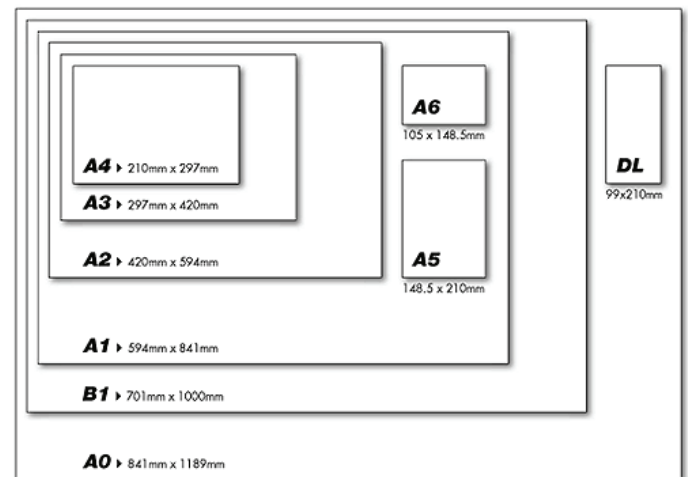 A4 ▸ 210mm x 297mm
A3 ▸ 297mm x 420mm
A2 ▸ 420mm x 594mm
A1 ▸ 594mm x 841mm
B1 ▸ 701mm x 1000mm
A0 ▸ 841mm x 1189mm
A6
105 x 148.5mm
A5
148.5 x 210mm
DL
99x210mm